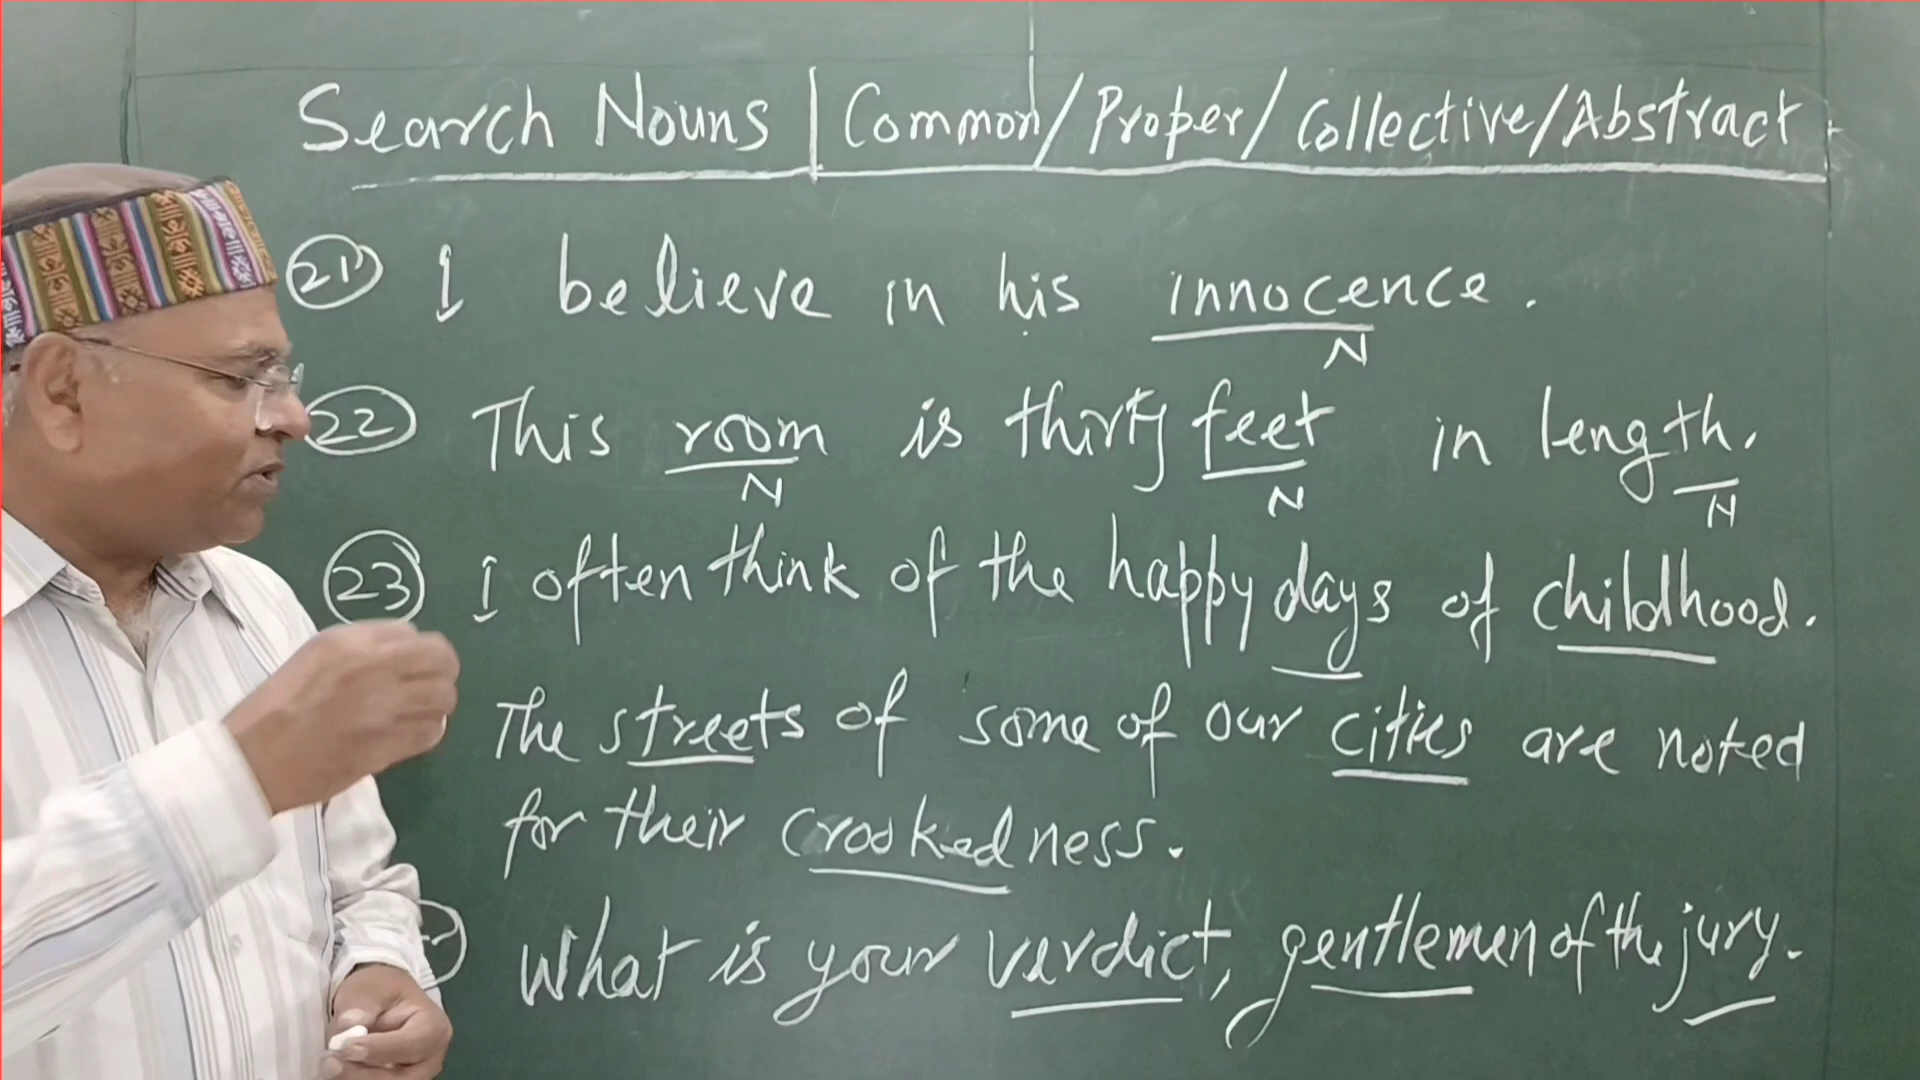 Search Nouns | Common/Proper/Collective/Abstract
21 I believe in his innocence.
N
22 This room is thirty feet in length.
N N N
23 I often think of the happy days of childhood.
The streets of some of our cities are noted
for their crookedness.
What is your verdict, gentlemen of the jury.